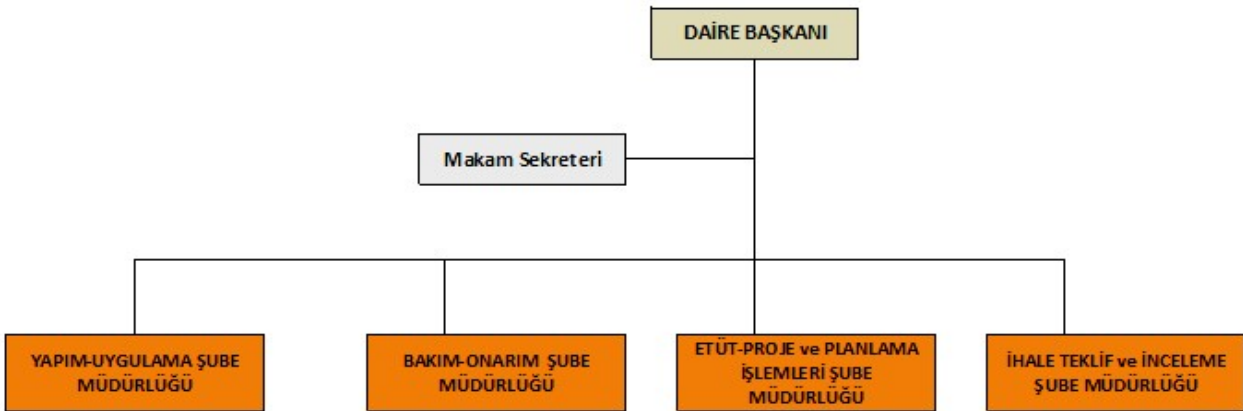 DAİRE BAŞKANI
Makam Sekreteri
YAPIM-UYGULAMA ŞUBE
MÜDÜRLÜĞÜ
BAKIM-ONARIM ŞUBE
MÜDÜRLÜĞÜ
ETÜT-PROJE ve PLANLAMA
İŞLEMLERİ ŞUBE
MÜDÜRLÜĞÜ
İHALE TEKLİF ve İNCELEME
ŞUBE MÜDÜRLÜĞÜ